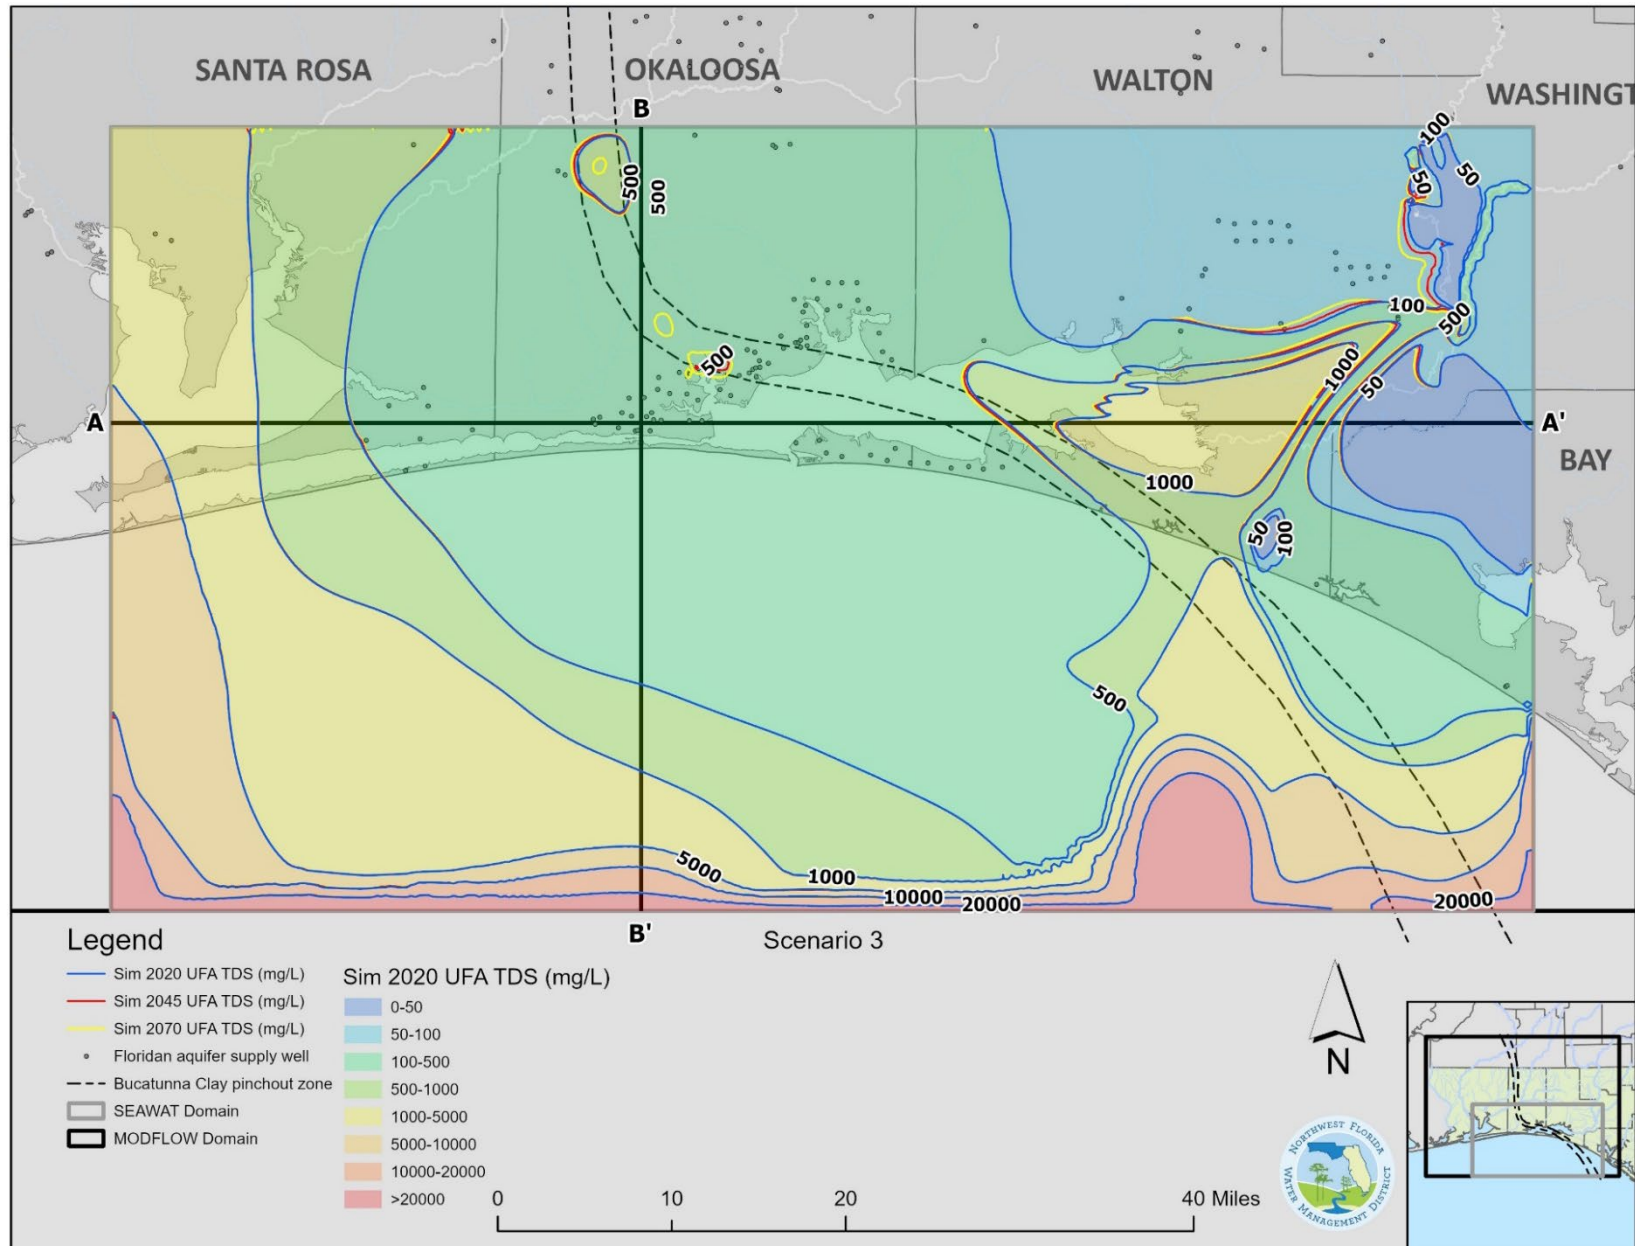 SANTA ROSA
OKALOOSA
WALTON
WASHINGT
B
100
50
50
500
500
100
500
500
1000
50
A
A'
BAY
1000
50
100
500
5000
1000
10000
20000
20000
B'
Scenario 3
Legend
Sim 2020 UFA TDS (mg/L)
Sim 2045 UFA TDS (mg/L)
Sim 2070 UFA TDS (mg/L)
Floridan aquifer supply well
Bucatunna Clay pinchout zone
SEAWAT Domain
MODFLOW Domain
Sim 2020 UFA TDS (mg/L)
0-50
50-100
100-500
500-1000
1000-5000
5000-10000
10000-20000
>20000
0 10 20 40 Miles
N
NORTHWEST FLORIDA
WATER MANAGEMENT DISTRICT